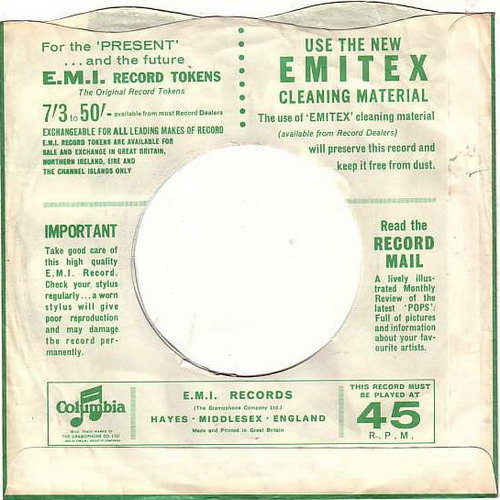 For the 'PRESENT'
... and the future
E.M.I. RECORD TOKENS
The Original Record Tokens
7/3 to 50/- available from most Record Dealers
EXCHANGEABLE FOR ALL LEADING MAKES OF RECORD
E.M.I. RECORD TOKENS ARE AVAILABLE FOR
SALE AND EXCHANGE IN GREAT BRITAIN,
NORTHERN IRELAND, EIRE AND
THE CHANNEL ISLANDS ONLY
USE THE NEW
EMITEX
CLEANING MATERIAL
The use of 'EMITEX' cleaning material
(available from Record Dealers)
will preserve this record and
keep it free from dust.
IMPORTANT
Take good care of
this high quality
E.M.I. Record.
Check your stylus
regularly... a worn
stylus will give
poor reproduction
and may damage
the record per-
manently.
Read the
RECORD
MAIL
A lively illus-
trated Monthly
Review of the
latest 'POPS'.
Full of pictures
and information
about your fav-
ourite artists.
Columbia
THE GRAMOPHONE CO. LTD
E.M.I. RECORDS
(The Gramophone Company Ltd.)
HAYES · MIDDLESEX · ENGLAND
Made and Printed in Great Britain
THIS RECORD MUST
BE PLAYED AT
45
R.P.M.